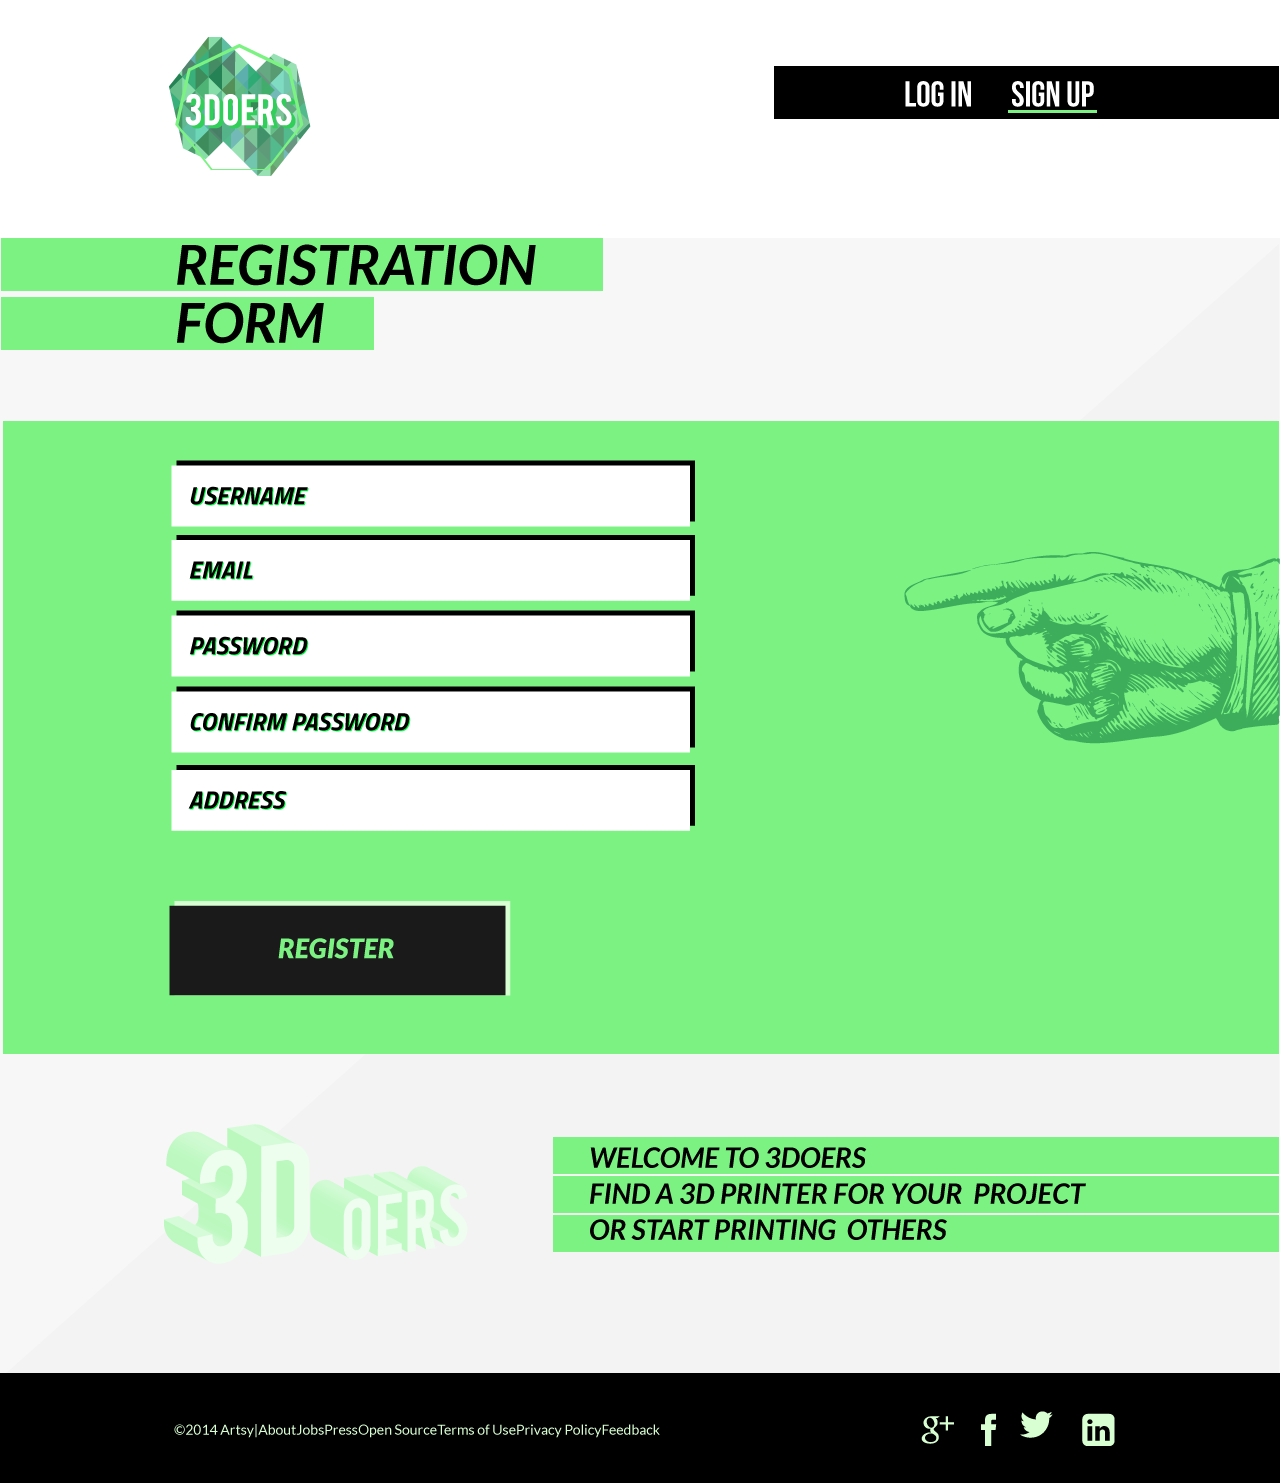 3DOERS
LOG IN SIGN UP
REGISTRATION
FORM
USERNAME
EMAIL
PASSWORD
CONFIRM PASSWORD
ADDRESS
REGISTER
3DOERS
WELCOME TO 3DOERS
FIND A 3D PRINTER FOR YOUR PROJECT
OR START PRINTING OTHERS
©2014 Artsy|AboutJobsPressOpen SourceTerms of UsePrivacy PolicyFeedback
g+ f in